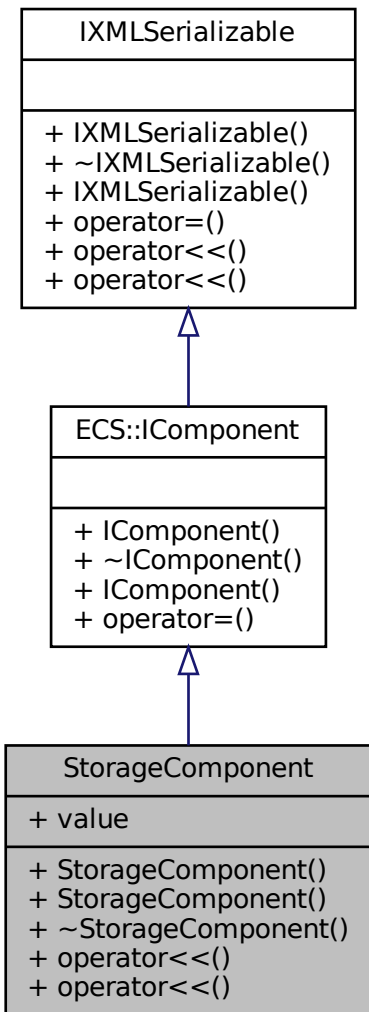 IXMLSerializable
+ IXMLSerializable()
+ ~IXMLSerializable()
+ IXMLSerializable()
+ operator=()
+ operator<<()
+ operator<<()
ECS::IComponent
+ IComponent()
+ ~IComponent()
+ IComponent()
+ operator=()
StorageComponent
+ value
+ StorageComponent()
+ StorageComponent()
+ ~StorageComponent()
+ operator<<()
+ operator<<()